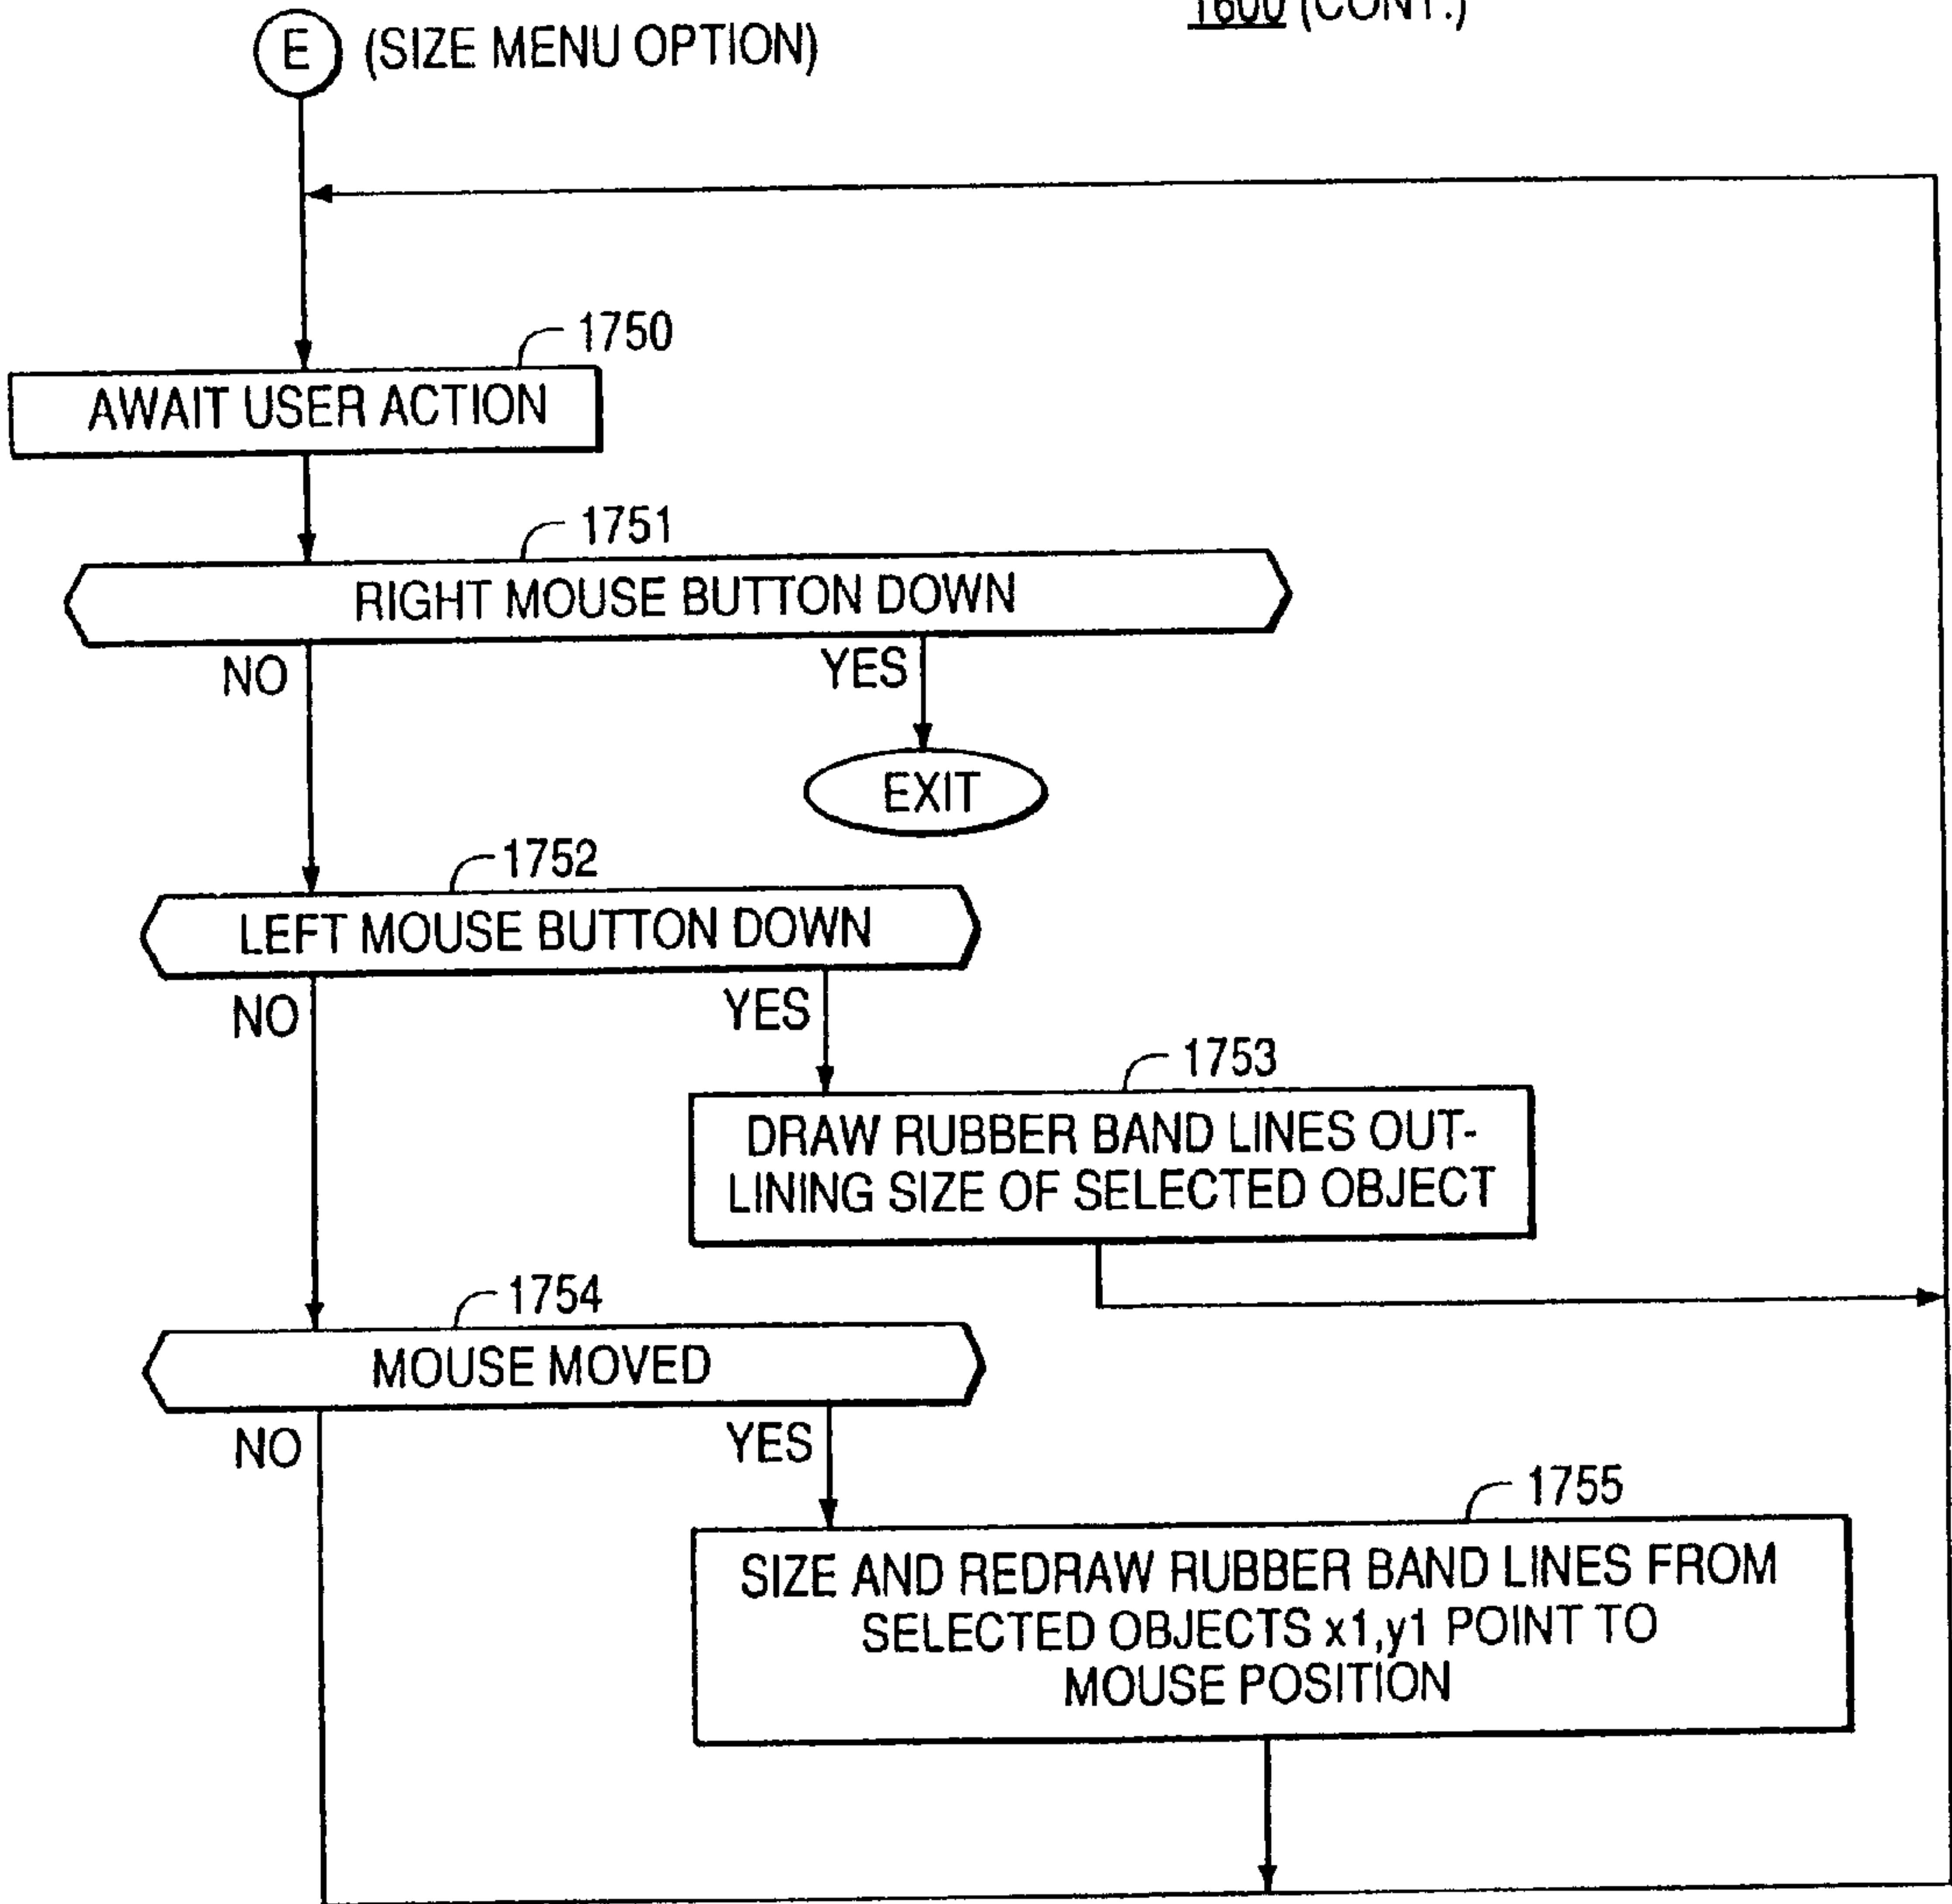 1600 (CONT.)
E (SIZE MENU OPTION)
1750
AWAIT USER ACTION
1751
RIGHT MOUSE BUTTON DOWN
NO
YES
EXIT
1752
LEFT MOUSE BUTTON DOWN
NO
YES
1753
DRAW RUBBER BAND LINES OUT-
LINING SIZE OF SELECTED OBJECT
1754
MOUSE MOVED
NO
YES
1755
SIZE AND REDRAW RUBBER BAND LINES FROM
SELECTED OBJECTS x1,y1 POINT TO
MOUSE POSITION